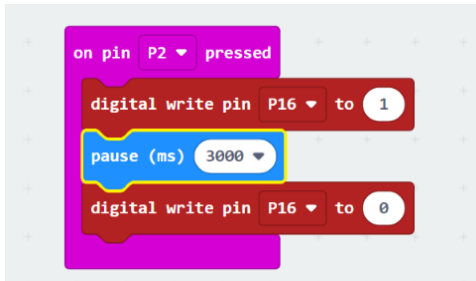 on pin P2 pressed
digital write pin P16 to 1
pause (ms) 3000
digital write pin P16 to 0